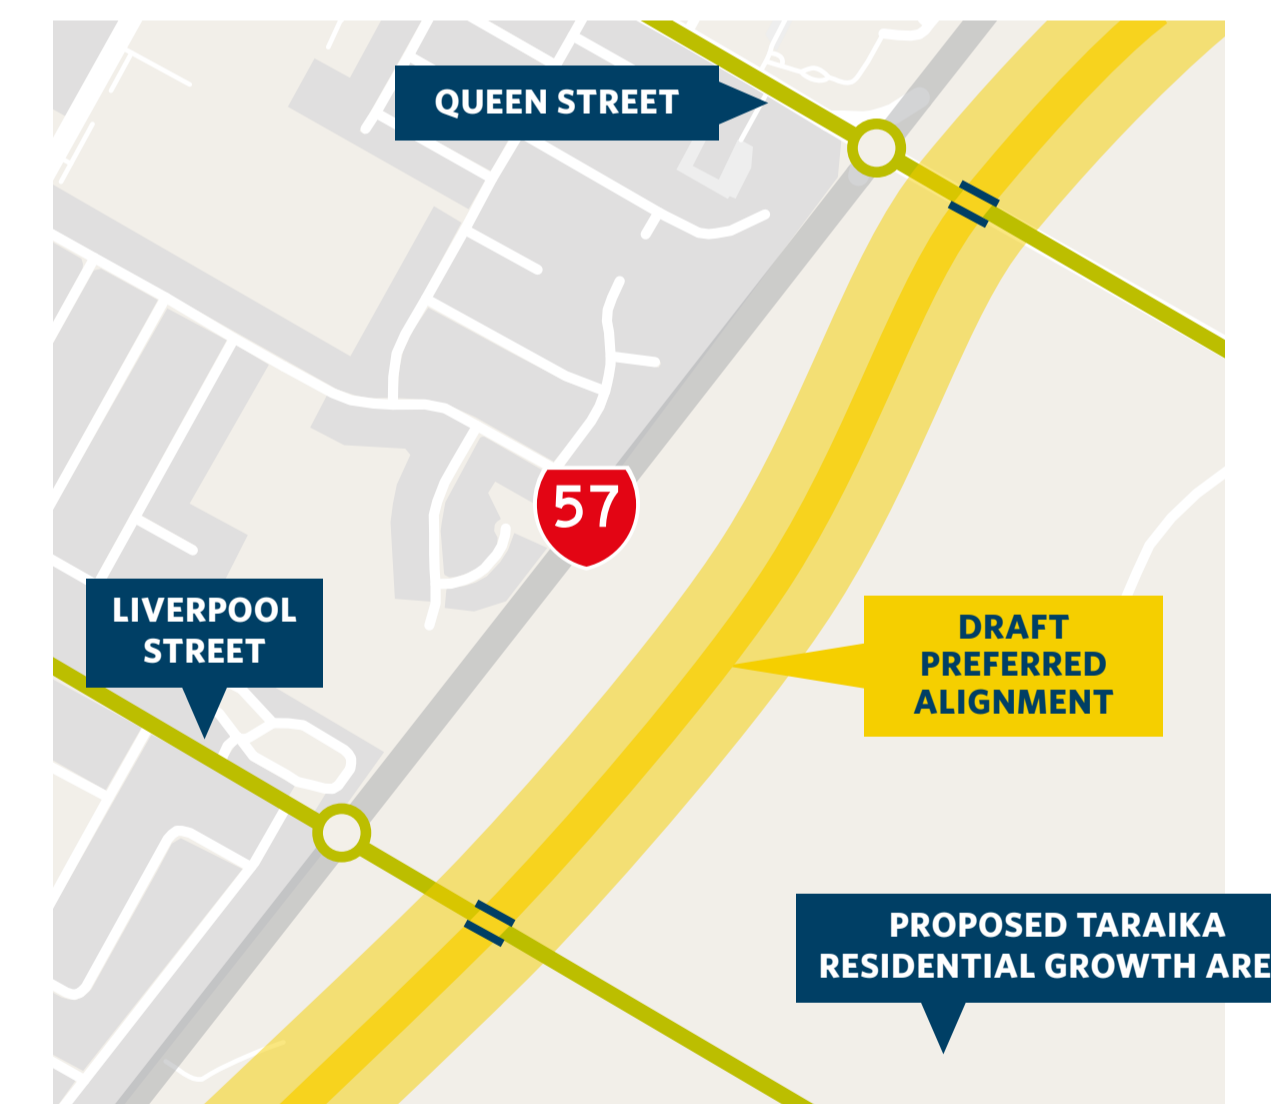 QUEEN STREET
57
LIVERPOOL
STREET
DRAFT
PREFERRED
ALIGNMENT
PROPOSED TARAIKA
RESIDENTIAL GROWTH ARE